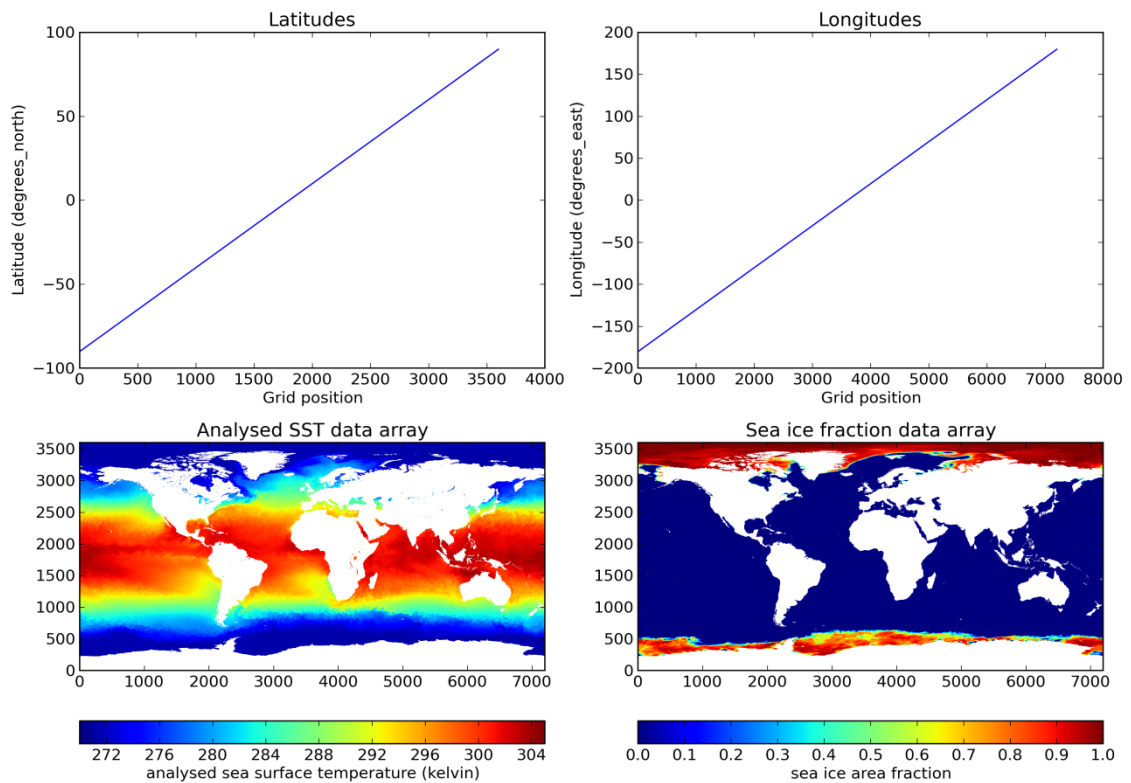 Latitudes
100
50
0
−50
−100
Latitude (degrees_north)
0 500 1000 1500 2000 2500 3000 3500 4000
Grid position
Longitudes
200
150
100
50
0
−50
−100
−150
−200
Longitude (degrees_east)
0 1000 2000 3000 4000 5000 6000 7000 8000
Grid position
Analysed SST data array
3500
3000
2500
2000
1500
1000
500
0
0 1000 2000 3000 4000 5000 6000 7000
272 276 280 284 288 292 296 300 304
analysed sea surface temperature (kelvin)
Sea ice fraction data array
3500
3000
2500
2000
1500
1000
500
0
0 1000 2000 3000 4000 5000 6000 7000
0.0 0.1 0.2 0.3 0.4 0.5 0.6 0.7 0.8 0.9 1.0
sea ice area fraction